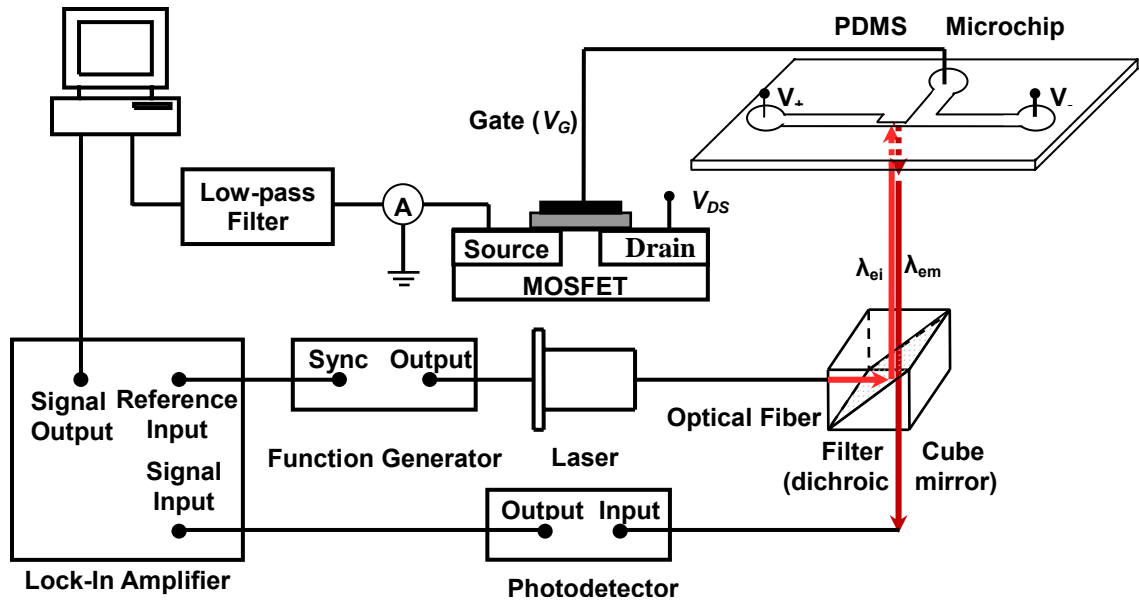 PDMS Microchip
V+
V-
Gate (VG)
Low-pass
Filter
A
VDS
Source
Drain
MOSFET
λei
λem
Sync
Output
Signal
Output
Reference
Input
Signal
Input
Function Generator
Laser
Optical Fiber
Filter Cube
(dichroic mirror)
Output
Input
Lock-In Amplifier
Photodetector